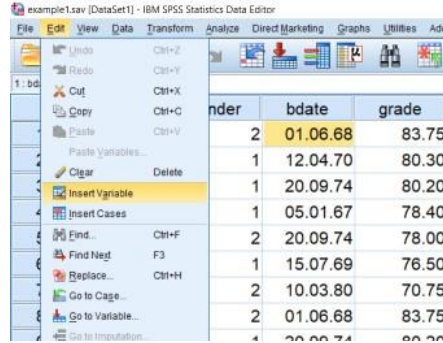 example1.sav [DataSet1] - IBM SPSS Statistics Data Editor
File Edit View Data Transform Analyze Direct Marketing Graphs Utilities
Undo Ctrl-Z
Redo Ctrl-Y
Cut Ctrl+X
Copy Ctrl+C
Paste Ctrl+V
Paste Variables...
Clear Delete
Insert Variable
Insert Cases
Find... Ctrl+F
Find Next F3
Replace... Ctrl+H
Go to Case...
Go to Variable...
Go to Imputation...
nder bdate grade
2 01.06.68 83.75
1 12.04.70 80.30
1 20.09.74 80.20
1 05.01.67 78.40
2 20.09.74 78.00
1 15.07.69 76.50
2 10.03.80 70.75
2 01.06.68 83.75